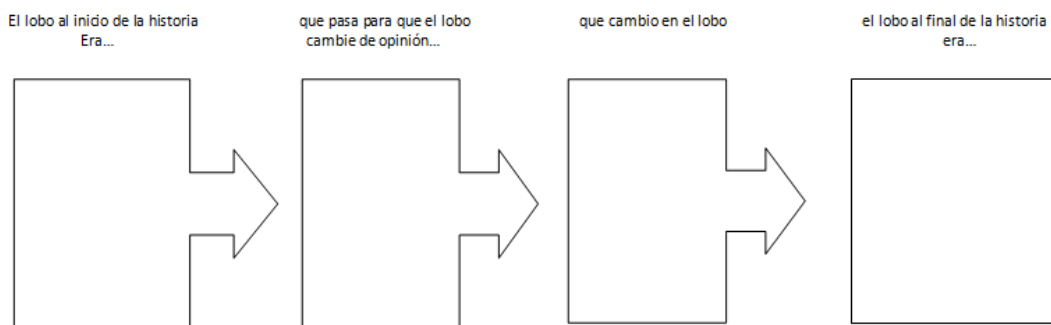 El lobo al inicio de la historia
Era...
que pasa para que el lobo
cambie de opinión...
que cambio en el lobo
el lobo al final de la historia
era...